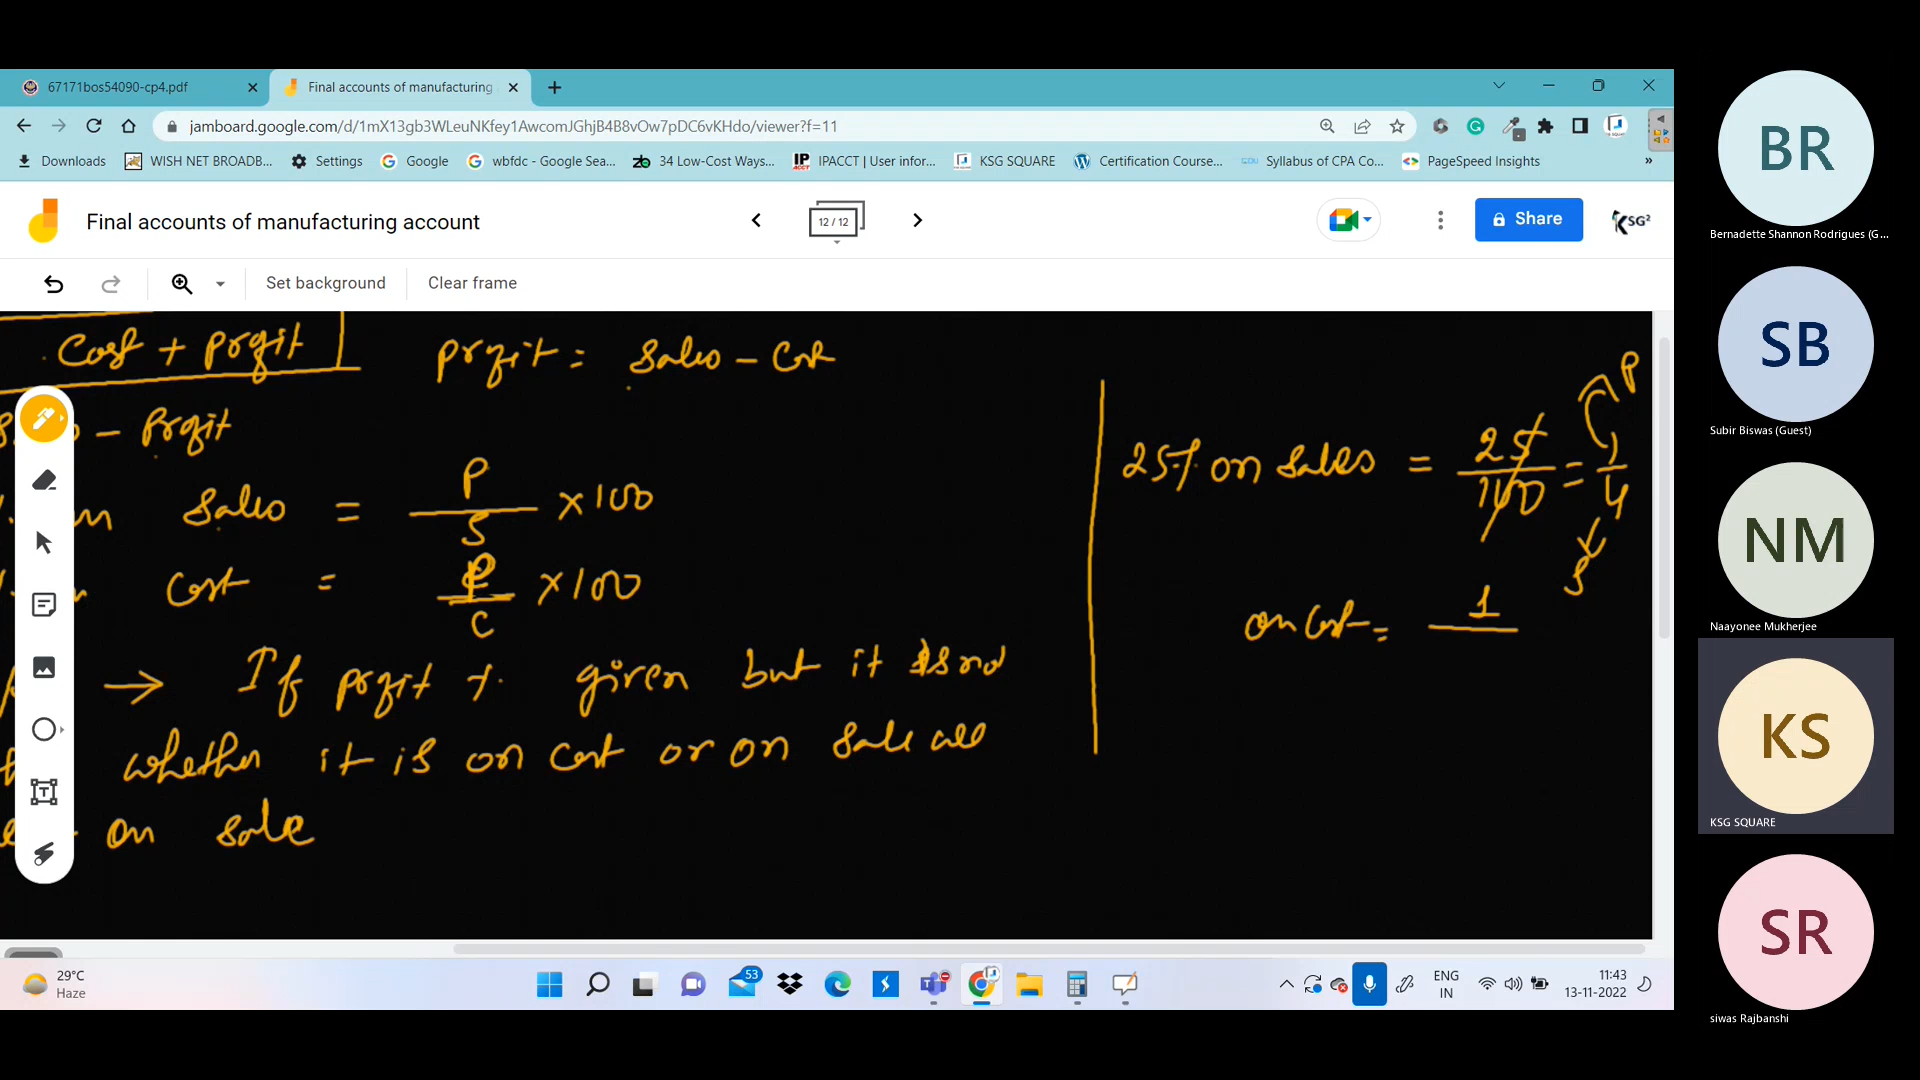 67171bos54090-cp4.pdf
Final accounts of manufacturing
jamboard.google.com/d/1mX13gb3WLeuNKfey1AwcomJGhjB4B8vOw7pDC6vKHdo/viewer?f=11
Downloads WISH NET BROADB... Settings Google wbfdc - Google Sea... 34 Low-Cost Ways... IPACCT | User infor... KSG SQUARE Certification Course... Syllabus of CPA Co... PageSpeed Insights »
Final accounts of manufacturing account
12 / 12
Share
KSG²
Set background Clear frame
Cost + Profit Profit = Sales - Cost
- Profit
Sales = P/S × 100
Cost = P/C × 100
→ If profit % given but it is not
whether it is on cost or on sale
on sale
25% on Sales = 25/100 = 1/4
P
S
on Cost = 1
BR
Bernadette Shannon Rodrigues (G...
SB
Subir Biswas (Guest)
NM
Naayonee Mukherjee
KS
KSG SQUARE
SR
siwas Rajbanshi
29°C
Haze
53
ENG
IN
11:43
13-11-2022